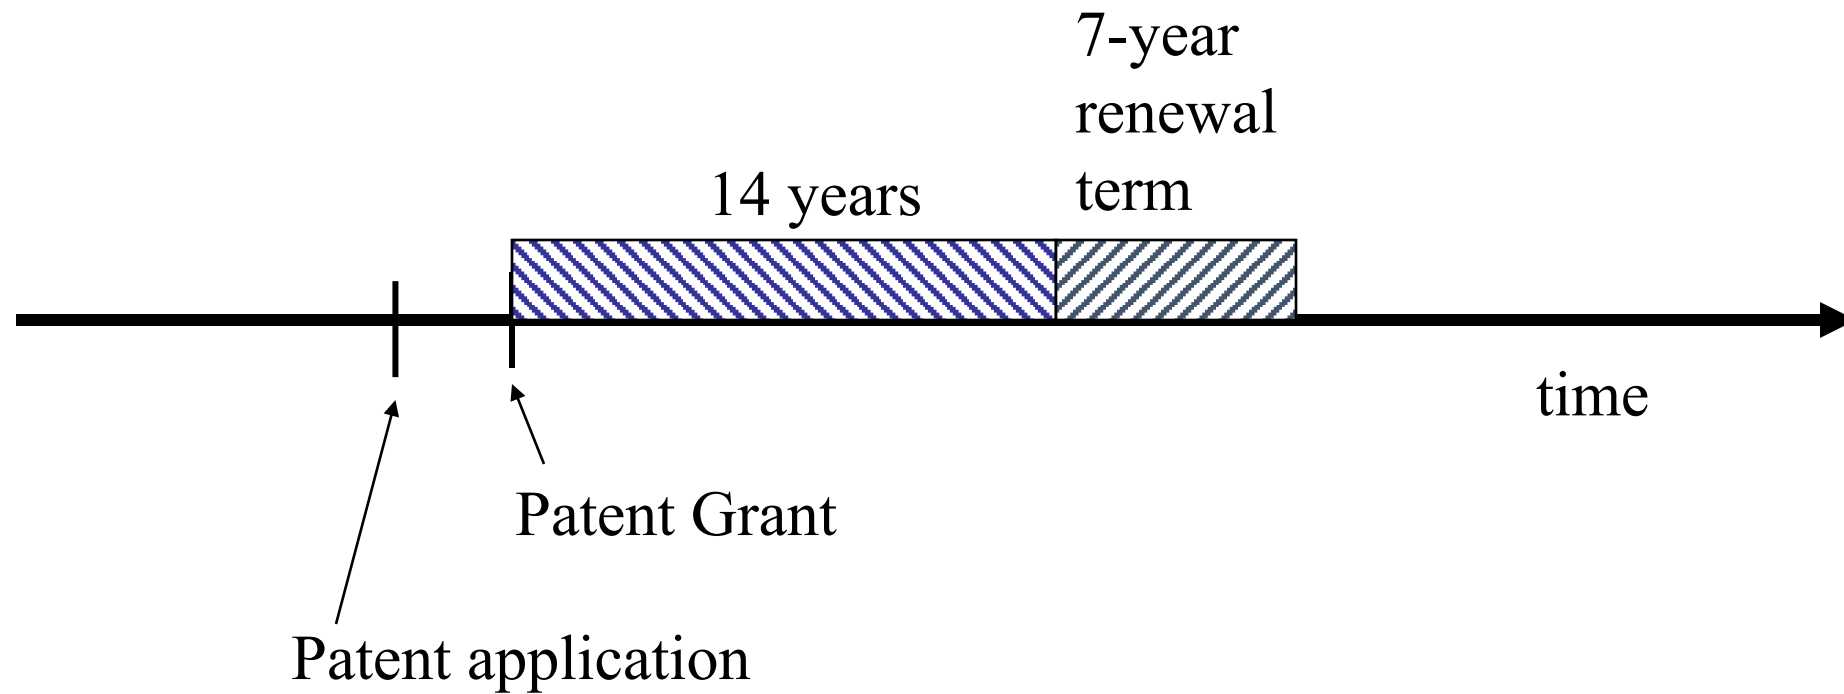 7-year
renewal
term
14 years
time
Patent Grant
Patent application